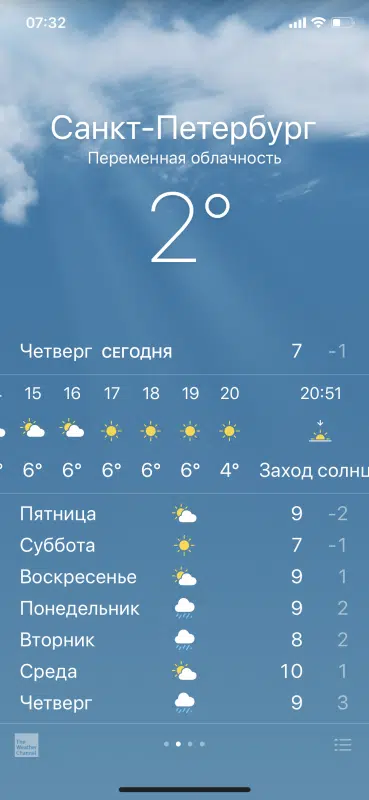 07:32
Санкт-Петербург
Переменная облачность
2°
Четверг СЕГОДНЯ 7 -1
15 16 17 18 19 20 20:51
6° 6° 6° 6° 6° 4° Заход солнц
Пятница 9 -2
Суббота 7 -1
Воскресенье 9 1
Понедельник 9 2
Вторник 8 2
Среда 10 1
Четверг 9 3
The
Weather
Channel